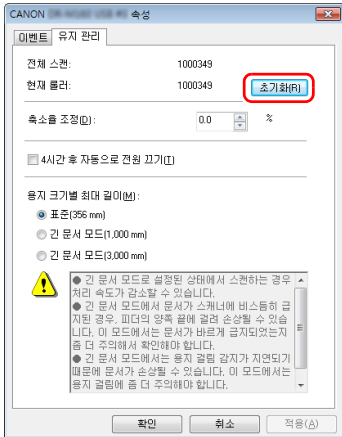 CANON 속성
이벤트 유지 관리
전체 스캔: 1000349
현재 롤러: 1000349 초기화(R)
축소율 조정(D): 0.0 %
4시간 후 자동으로 전원 끄기(T)
용지 크기별 최대 길이(M):
표준(356 mm)
긴 문서 모드(1,000 mm)
긴 문서 모드(3,000 mm)
● 긴 문서 모드로 설정된 상태에서 스캔하는 경우
처리 속도가 감소할 수 있습니다.
● 긴 문서 모드에서 문서가 스캐너에 비스듬히 급
지된 경우, 피더의 양쪽 끝에 걸려 손상될 수 있습
니다. 이 모드에서는 문서가 바르게 급지되었는지
좀 더 주의해서 확인해야 합니다.
● 긴 문서 모드에서는 용지 걸림 감지가 지연되기
때문에 문서가 손상될 수 있습니다. 이 모드에서는
용지 걸림에 좀 더 주의해야 합니다.
확인 취소 적용(A)